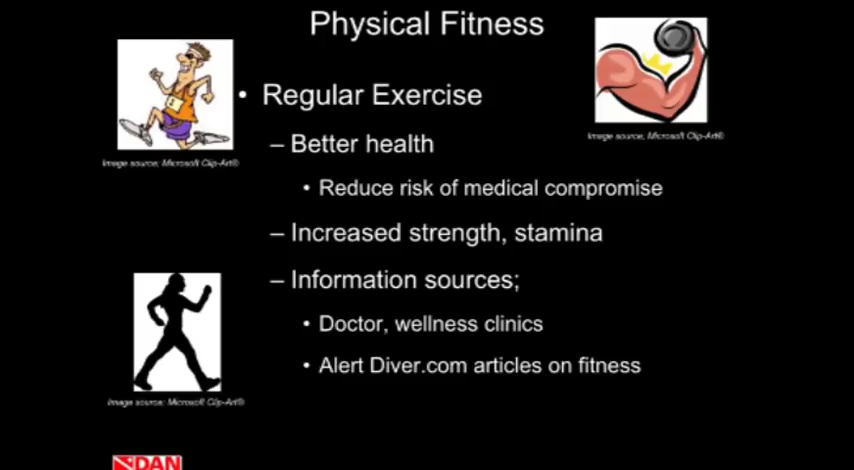 Physical Fitness
• Regular Exercise
– Better health
• Reduce risk of medical compromise
– Increased strength, stamina
– Information sources;
• Doctor, wellness clinics
• Alert Diver.com articles on fitness
Image source; Microsoft Clip-Art®
Image source; Microsoft Clip-Art®
Image source; Microsoft Clip-Art®
DAN